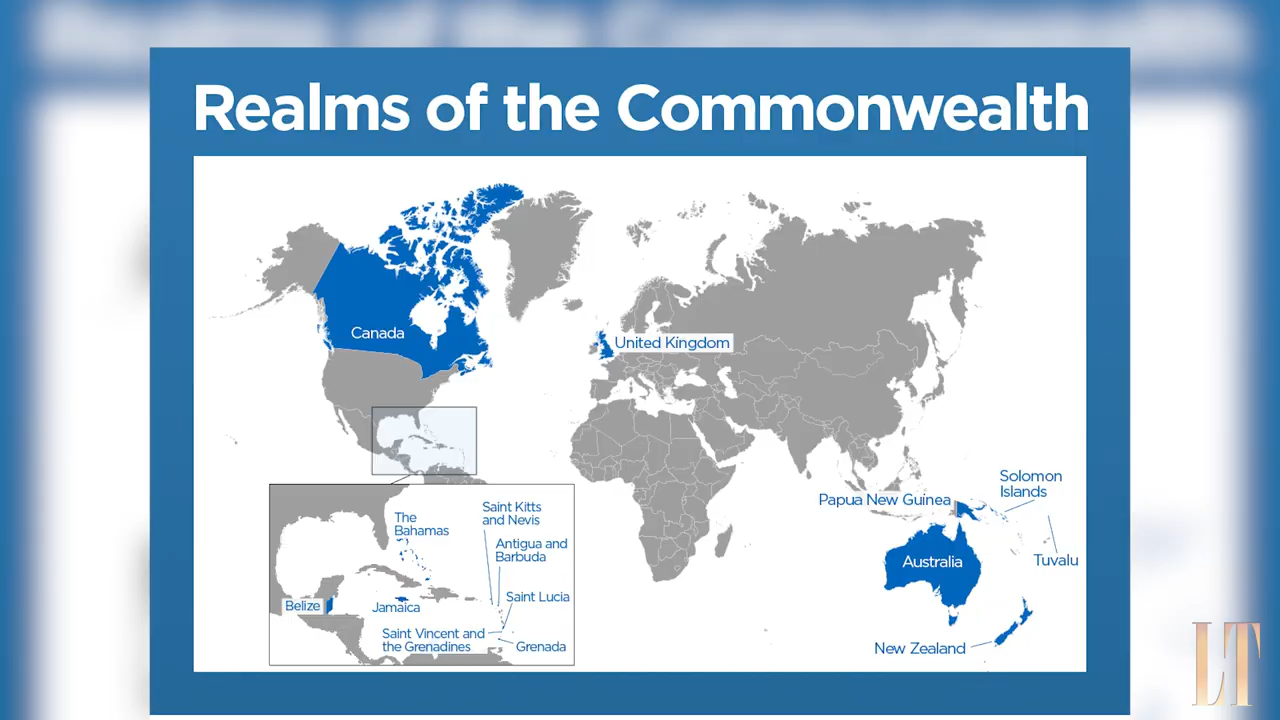 Realms of the Commonwealth
Canada
United Kingdom
Solomon
Islands
Papua New Guinea
Tuvalu
Australia
New Zealand
Saint Kitts
and Nevis
The
Bahamas
Antigua and
Barbuda
Saint Lucia
Belize
Jamaica
Saint Vincent and
the Grenadines
Grenada
LT